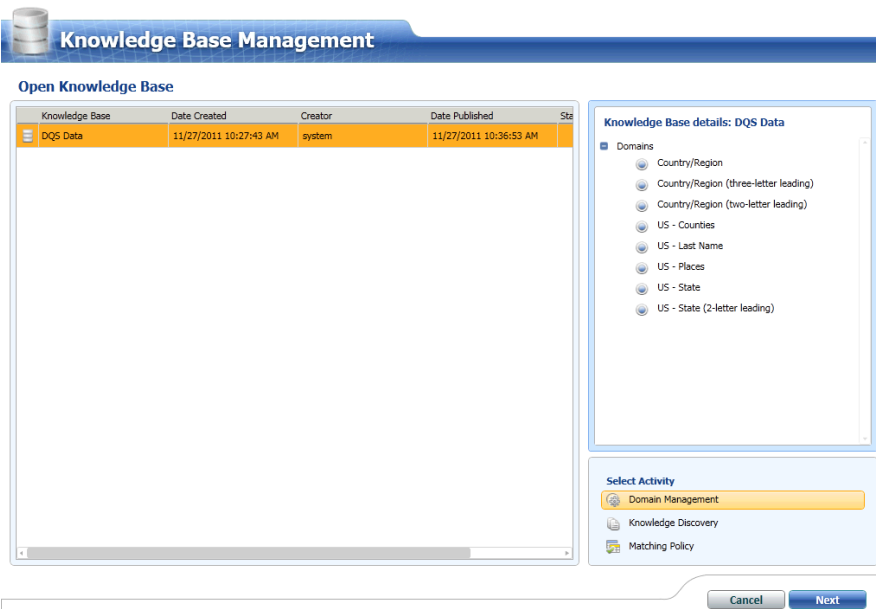 Knowledge Base Management
Open Knowledge Base
Knowledge Base Date Created Creator Date Published Sta
DQS Data 11/27/2011 10:27:43 AM system 11/27/2011 10:36:53 AM
Knowledge Base details: DQS Data
Domains
Country/Region
Country/Region (three-letter leading)
Country/Region (two-letter leading)
US - Counties
US - Last Name
US - Places
US - State
US - State (2-letter leading)
Select Activity
Domain Management
Knowledge Discovery
Matching Policy
Cancel Next